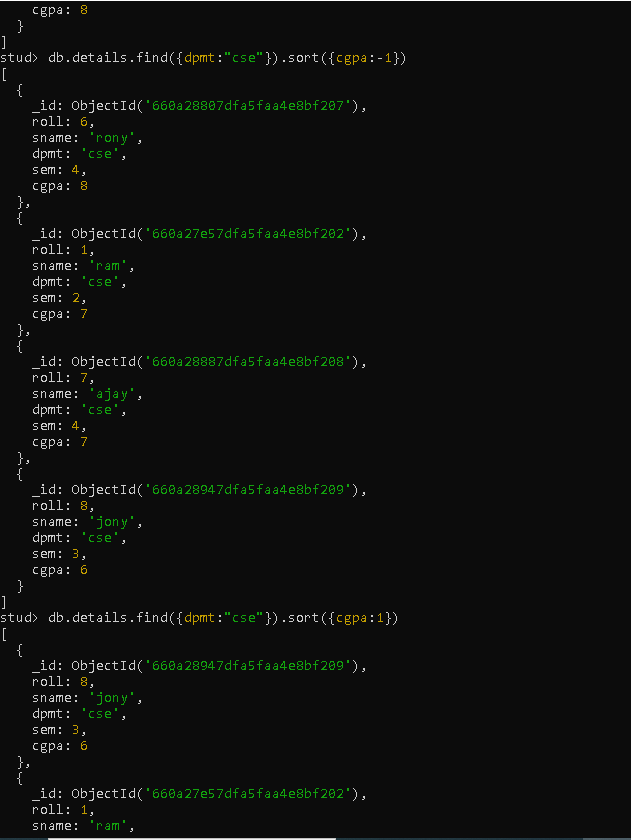 cgpa: 8
  }
]
stud> db.details.find({dpmt:"cse"}).sort({cgpa:-1})
[
  {
    _id: ObjectId('660a28807dfa5faa4e8bf207'),
    roll: 6,
    sname: 'rony',
    dpmt: 'cse',
    sem: 4,
    cgpa: 8
  },
  {
    _id: ObjectId('660a27e57dfa5faa4e8bf202'),
    roll: 1,
    sname: 'ram',
    dpmt: 'cse',
    sem: 2,
    cgpa: 7
  },
  {
    _id: ObjectId('660a28887dfa5faa4e8bf208'),
    roll: 7,
    sname: 'ajay',
    dpmt: 'cse',
    sem: 4,
    cgpa: 7
  },
  {
    _id: ObjectId('660a28947dfa5faa4e8bf209'),
    roll: 8,
    sname: 'jony',
    dpmt: 'cse',
    sem: 3,
    cgpa: 6
  }
]
stud> db.details.find({dpmt:"cse"}).sort({cgpa:1})
[
  {
    _id: ObjectId('660a28947dfa5faa4e8bf209'),
    roll: 8,
    sname: 'jony',
    dpmt: 'cse',
    sem: 3,
    cgpa: 6
  },
  {
    _id: ObjectId('660a27e57dfa5faa4e8bf202'),
    roll: 1,
    sname: 'ram',